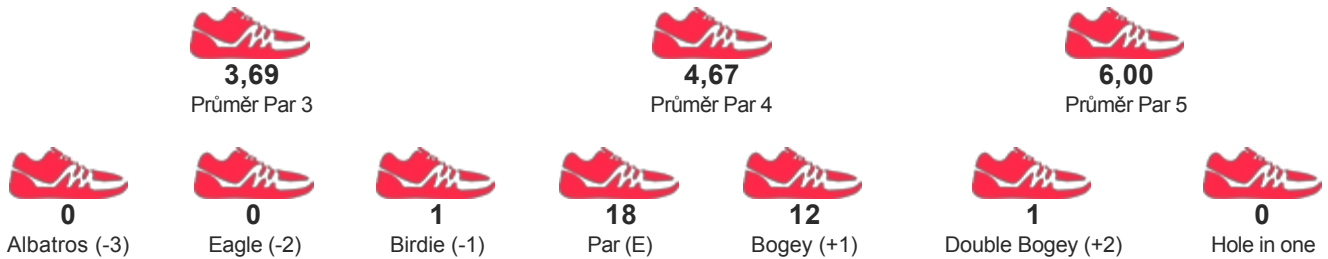 3,69 4,67 6,00
Průměr Par 3 Průměr Par 4 Průměr Par 5
0 0 1 18 12 1 0
Albatros (-3) Eagle (-2) Birdie (-1) Par (E) Bogey (+1) Double Bogey (+2) Hole in one